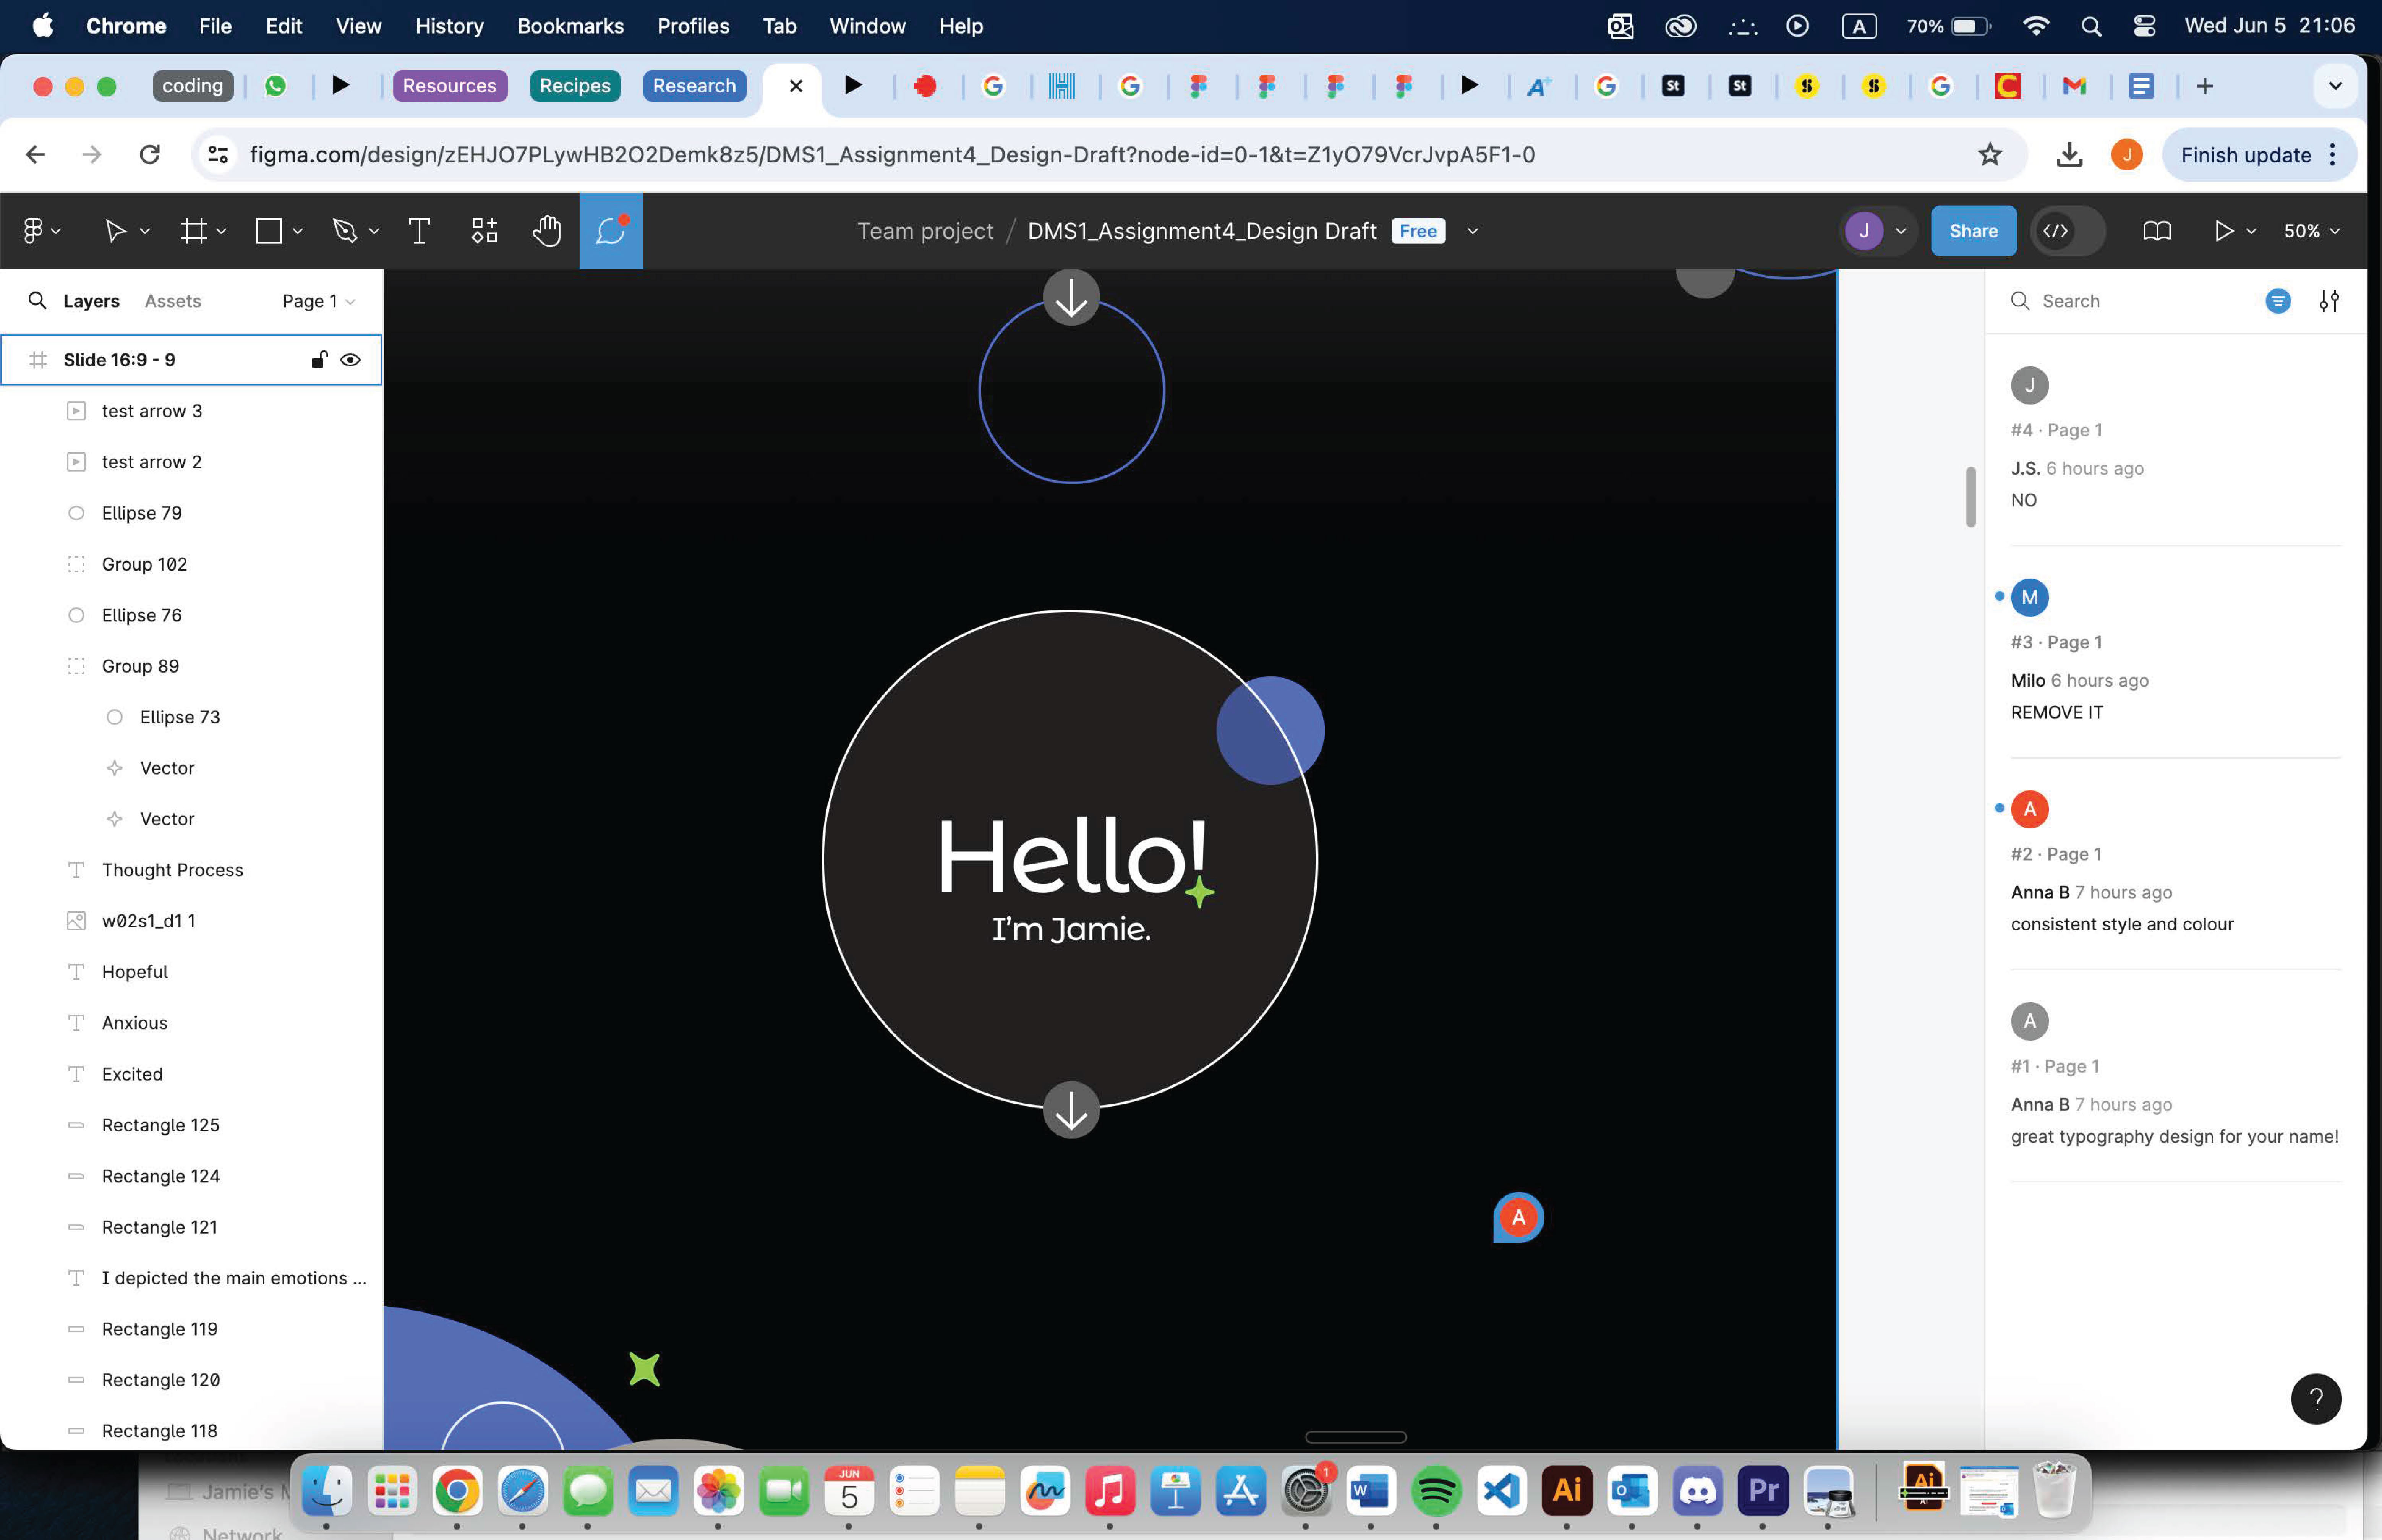 Chrome File Edit View History Bookmarks Profiles Tab Window Help A 70% Wed Jun 5 21:06
coding Resources Recipes Research
figma.com/design/zEHJO7PLywHB2O2Demk8z5/DMS1_Assignment4_Design-Draft?node-id=0-1&t=Z1yO79VcrJvpA5F1-0 J Finish update
Team project / DMS1_Assignment4_Design Draft Free J Share 50%
Layers Assets Page 1
Slide 16:9 - 9
test arrow 3
test arrow 2
Ellipse 79
Group 102
Ellipse 76
Group 89
Ellipse 73
Vector
Vector
Thought Process
w02s1_d1 1
Hopeful
Anxious
Excited
Rectangle 125
Rectangle 124
Rectangle 121
I depicted the main emotions ...
Rectangle 119
Rectangle 120
Rectangle 118
Hello!
I'm Jamie.
A
Search
J
#4 · Page 1
J.S. 6 hours ago
NO
M
#3 · Page 1
Milo 6 hours ago
REMOVE IT
A
#2 · Page 1
Anna B 7 hours ago
consistent style and colour
A
#1 · Page 1
Anna B 7 hours ago
great typography design for your name!
?
Jamie's
Network
JUN
5
1
W
Ai
O
Pr
Ai